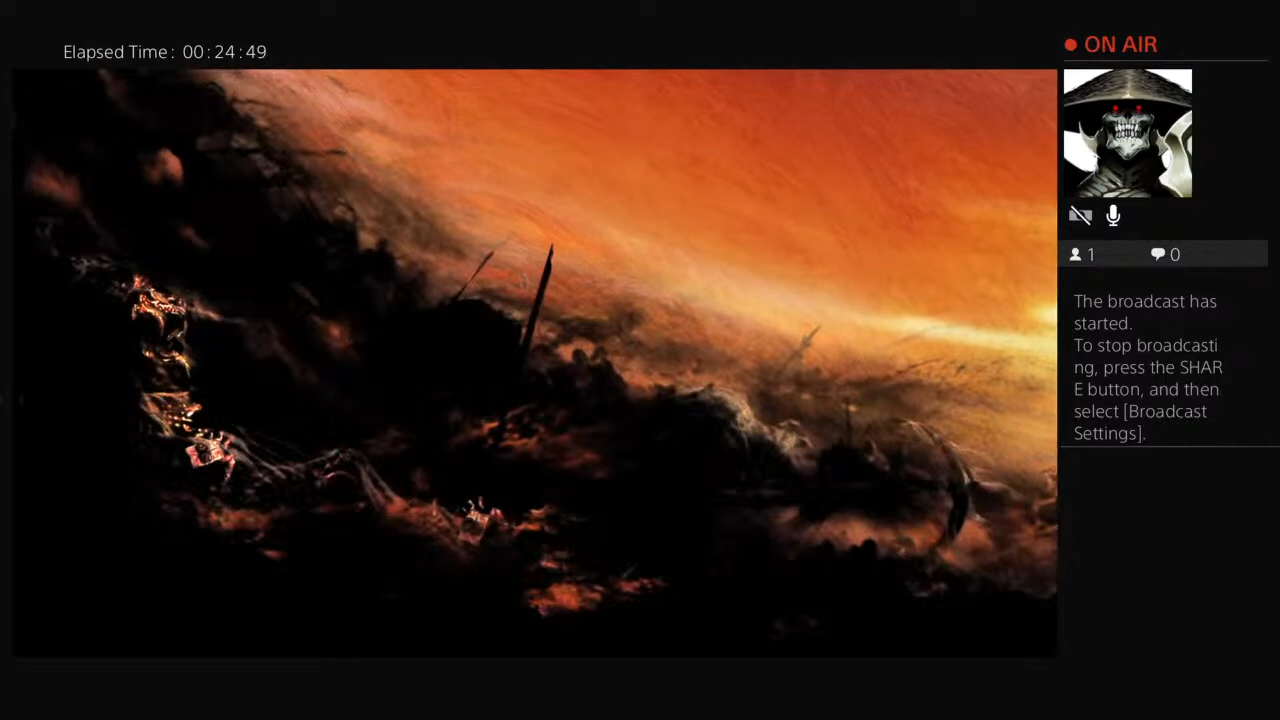 Elapsed Time: 00:24:49
ON AIR
1
0
The broadcast has
started.
To stop broadcasti
ng, press the SHAR
E button, and then
select [Broadcast
Settings].